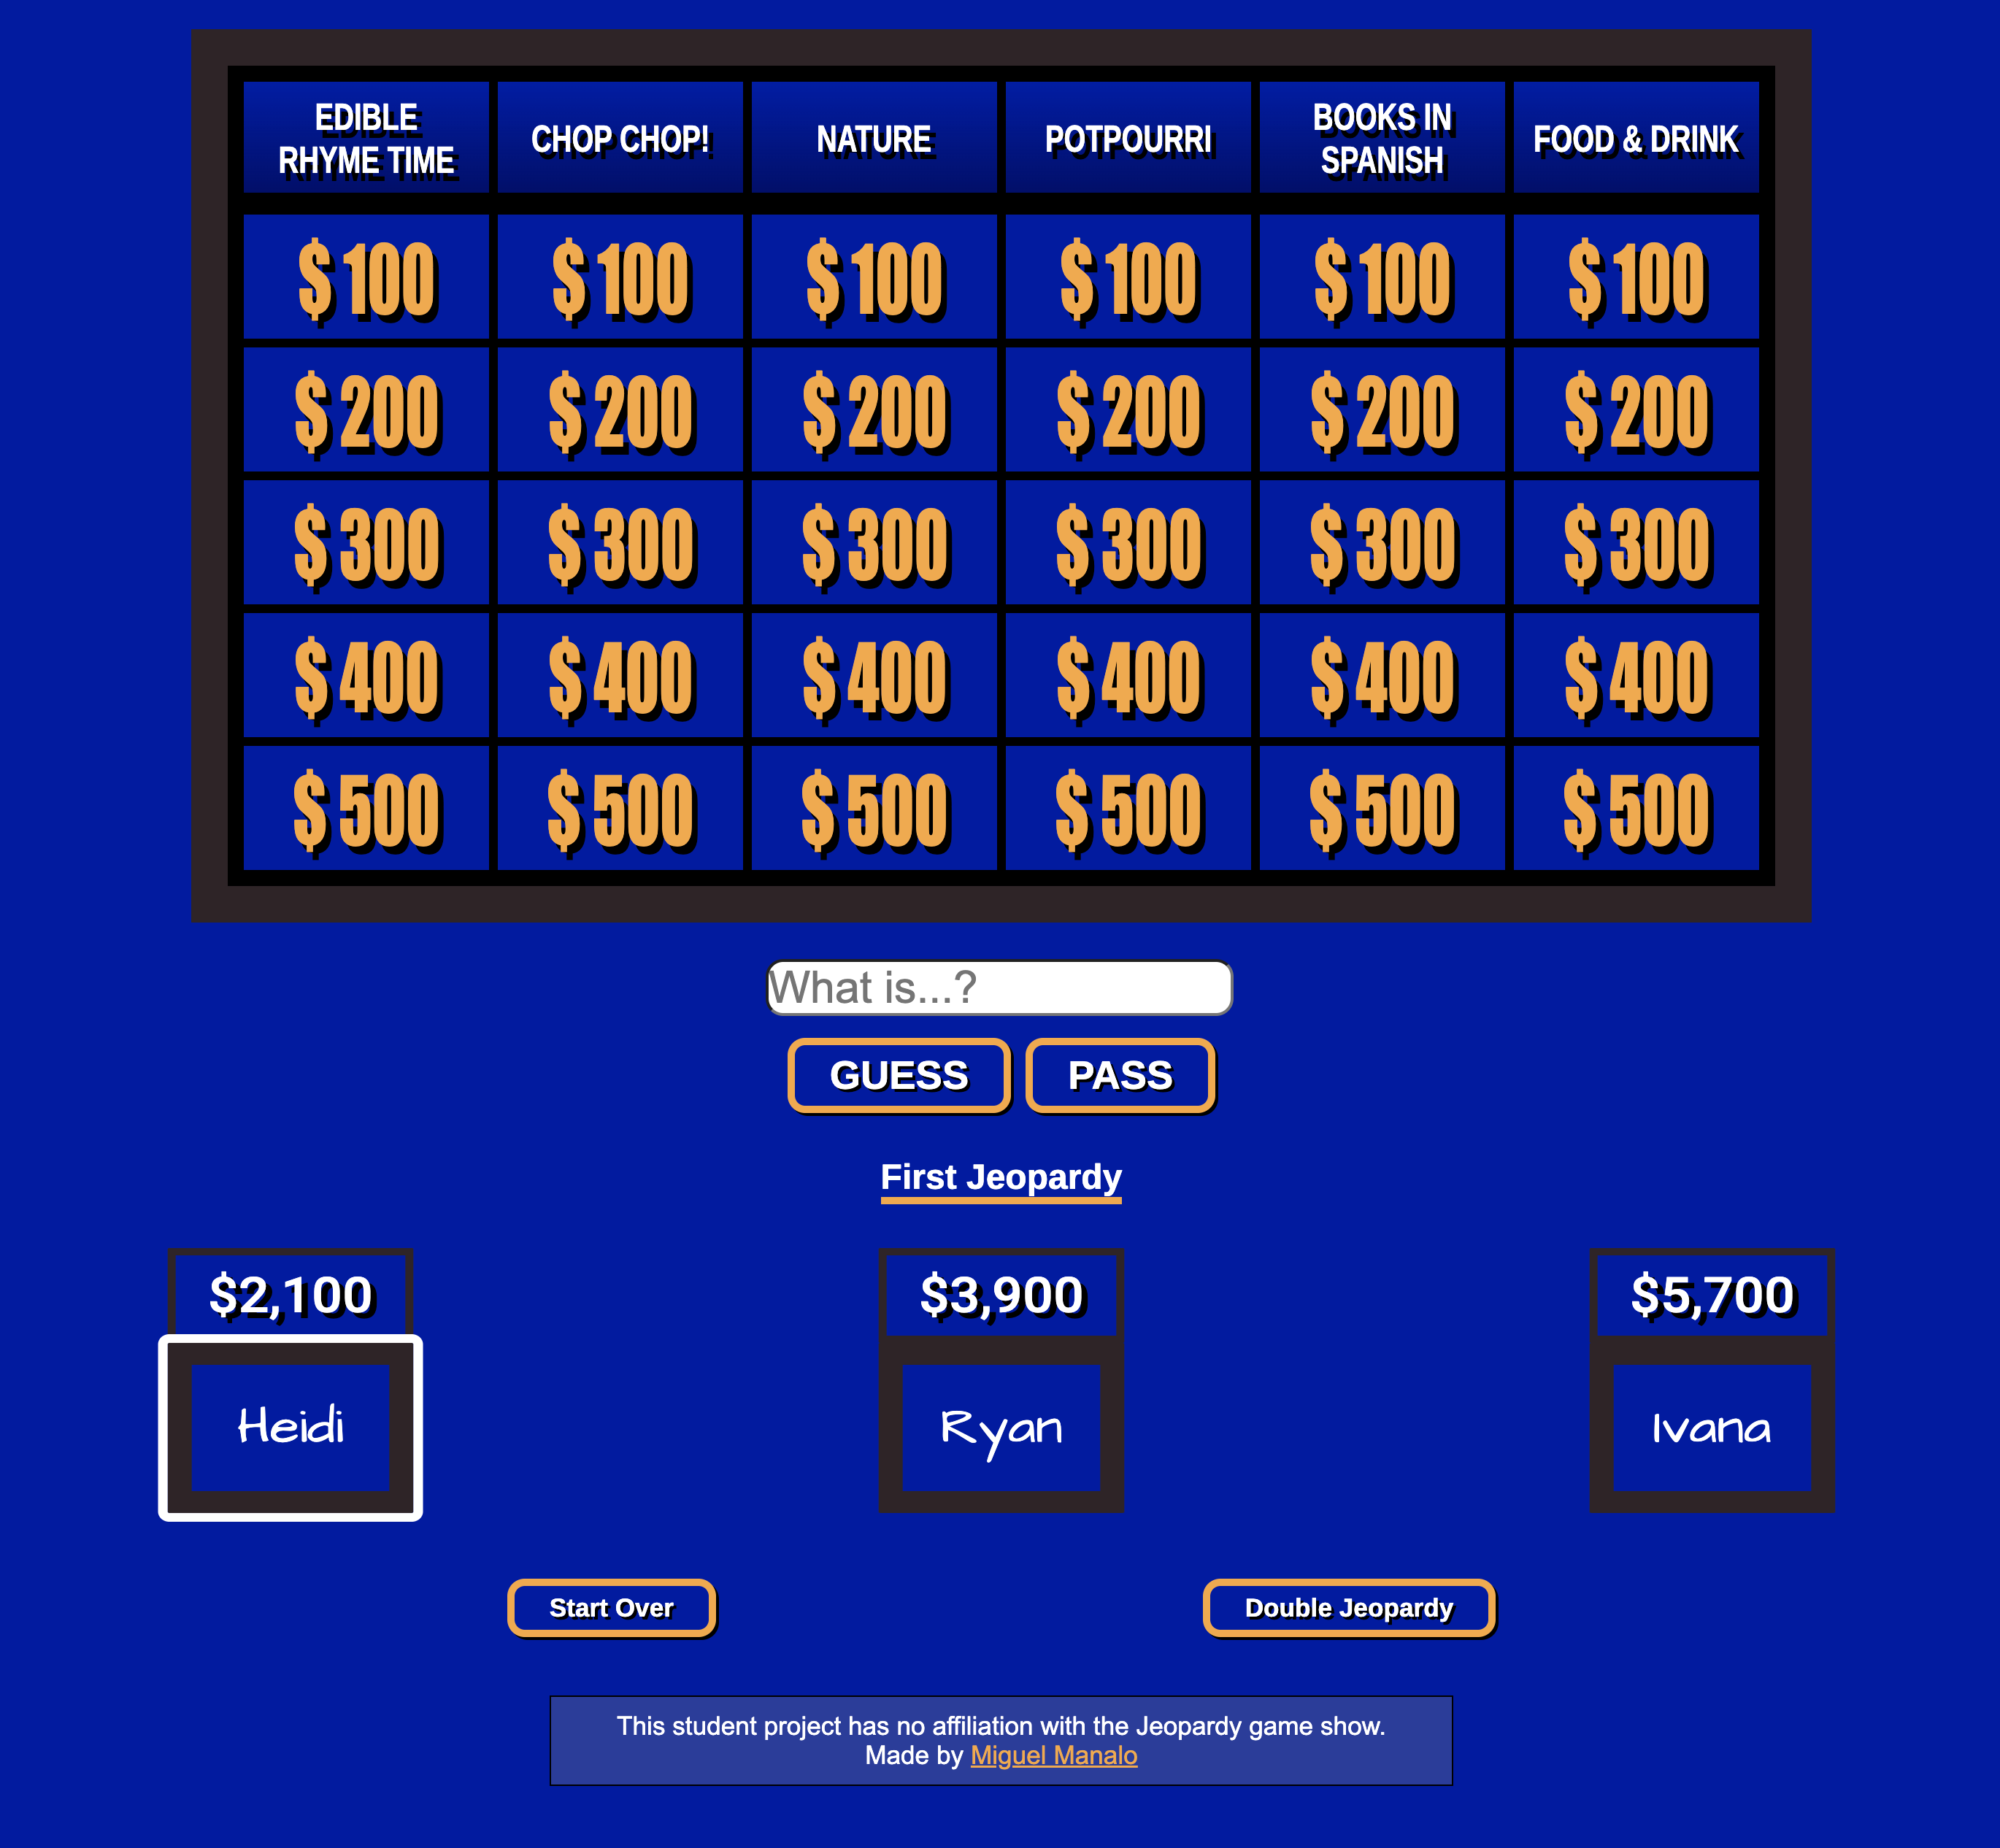 EDIBLE
RHYME TIME
CHOP CHOP!
NATURE
POTPOURRI
BOOKS IN
SPANISH
FOOD & DRINK
$ 100 $ 100 $ 100 $ 100 $ 100 $ 100
$ 200 $ 200 $ 200 $ 200 $ 200 $ 200
$ 300 $ 300 $ 300 $ 300 $ 300 $ 300
$ 400 $ 400 $ 400 $ 400 $ 400 $ 400
$ 500 $ 500 $ 500 $ 500 $ 500 $ 500
What is...?
GUESS PASS
First Jeopardy
$2,100 $3,900 $5,700
Heidi Ryan Ivana
Start Over Double Jeopardy
This student project has no affiliation with the Jeopardy game show.
Made by Miguel Manalo